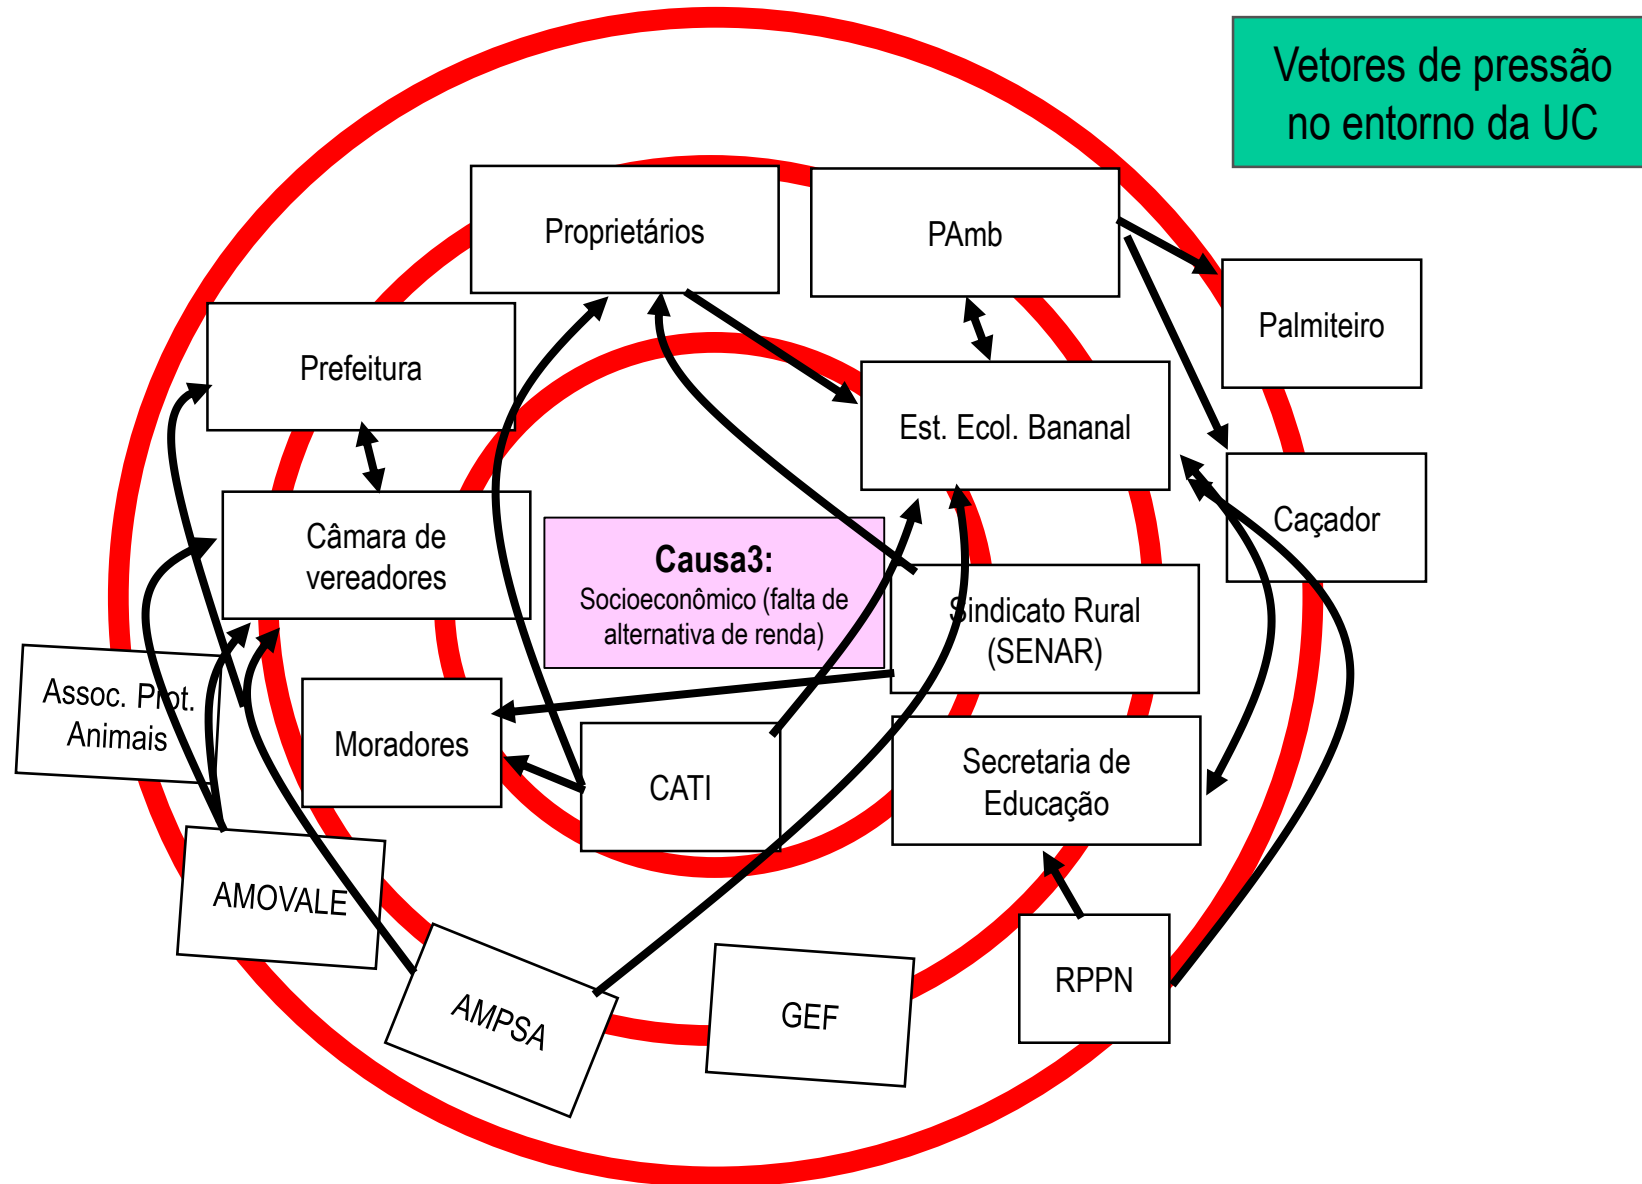 Vetores de pressão
no entorno da UC
Proprietários
PAmb
Palmiteiro
Prefeitura
Est. Ecol. Bananal
Caçador
Câmara de
vereadores
Causa3:
Socioeconômico (falta de
alternativa de renda)
Sindicato Rural
(SENAR)
Assoc. Prot.
Animais
Moradores
CATI
Secretaria de
Educação
AMOVALE
AMPSA
GEF
RPPN